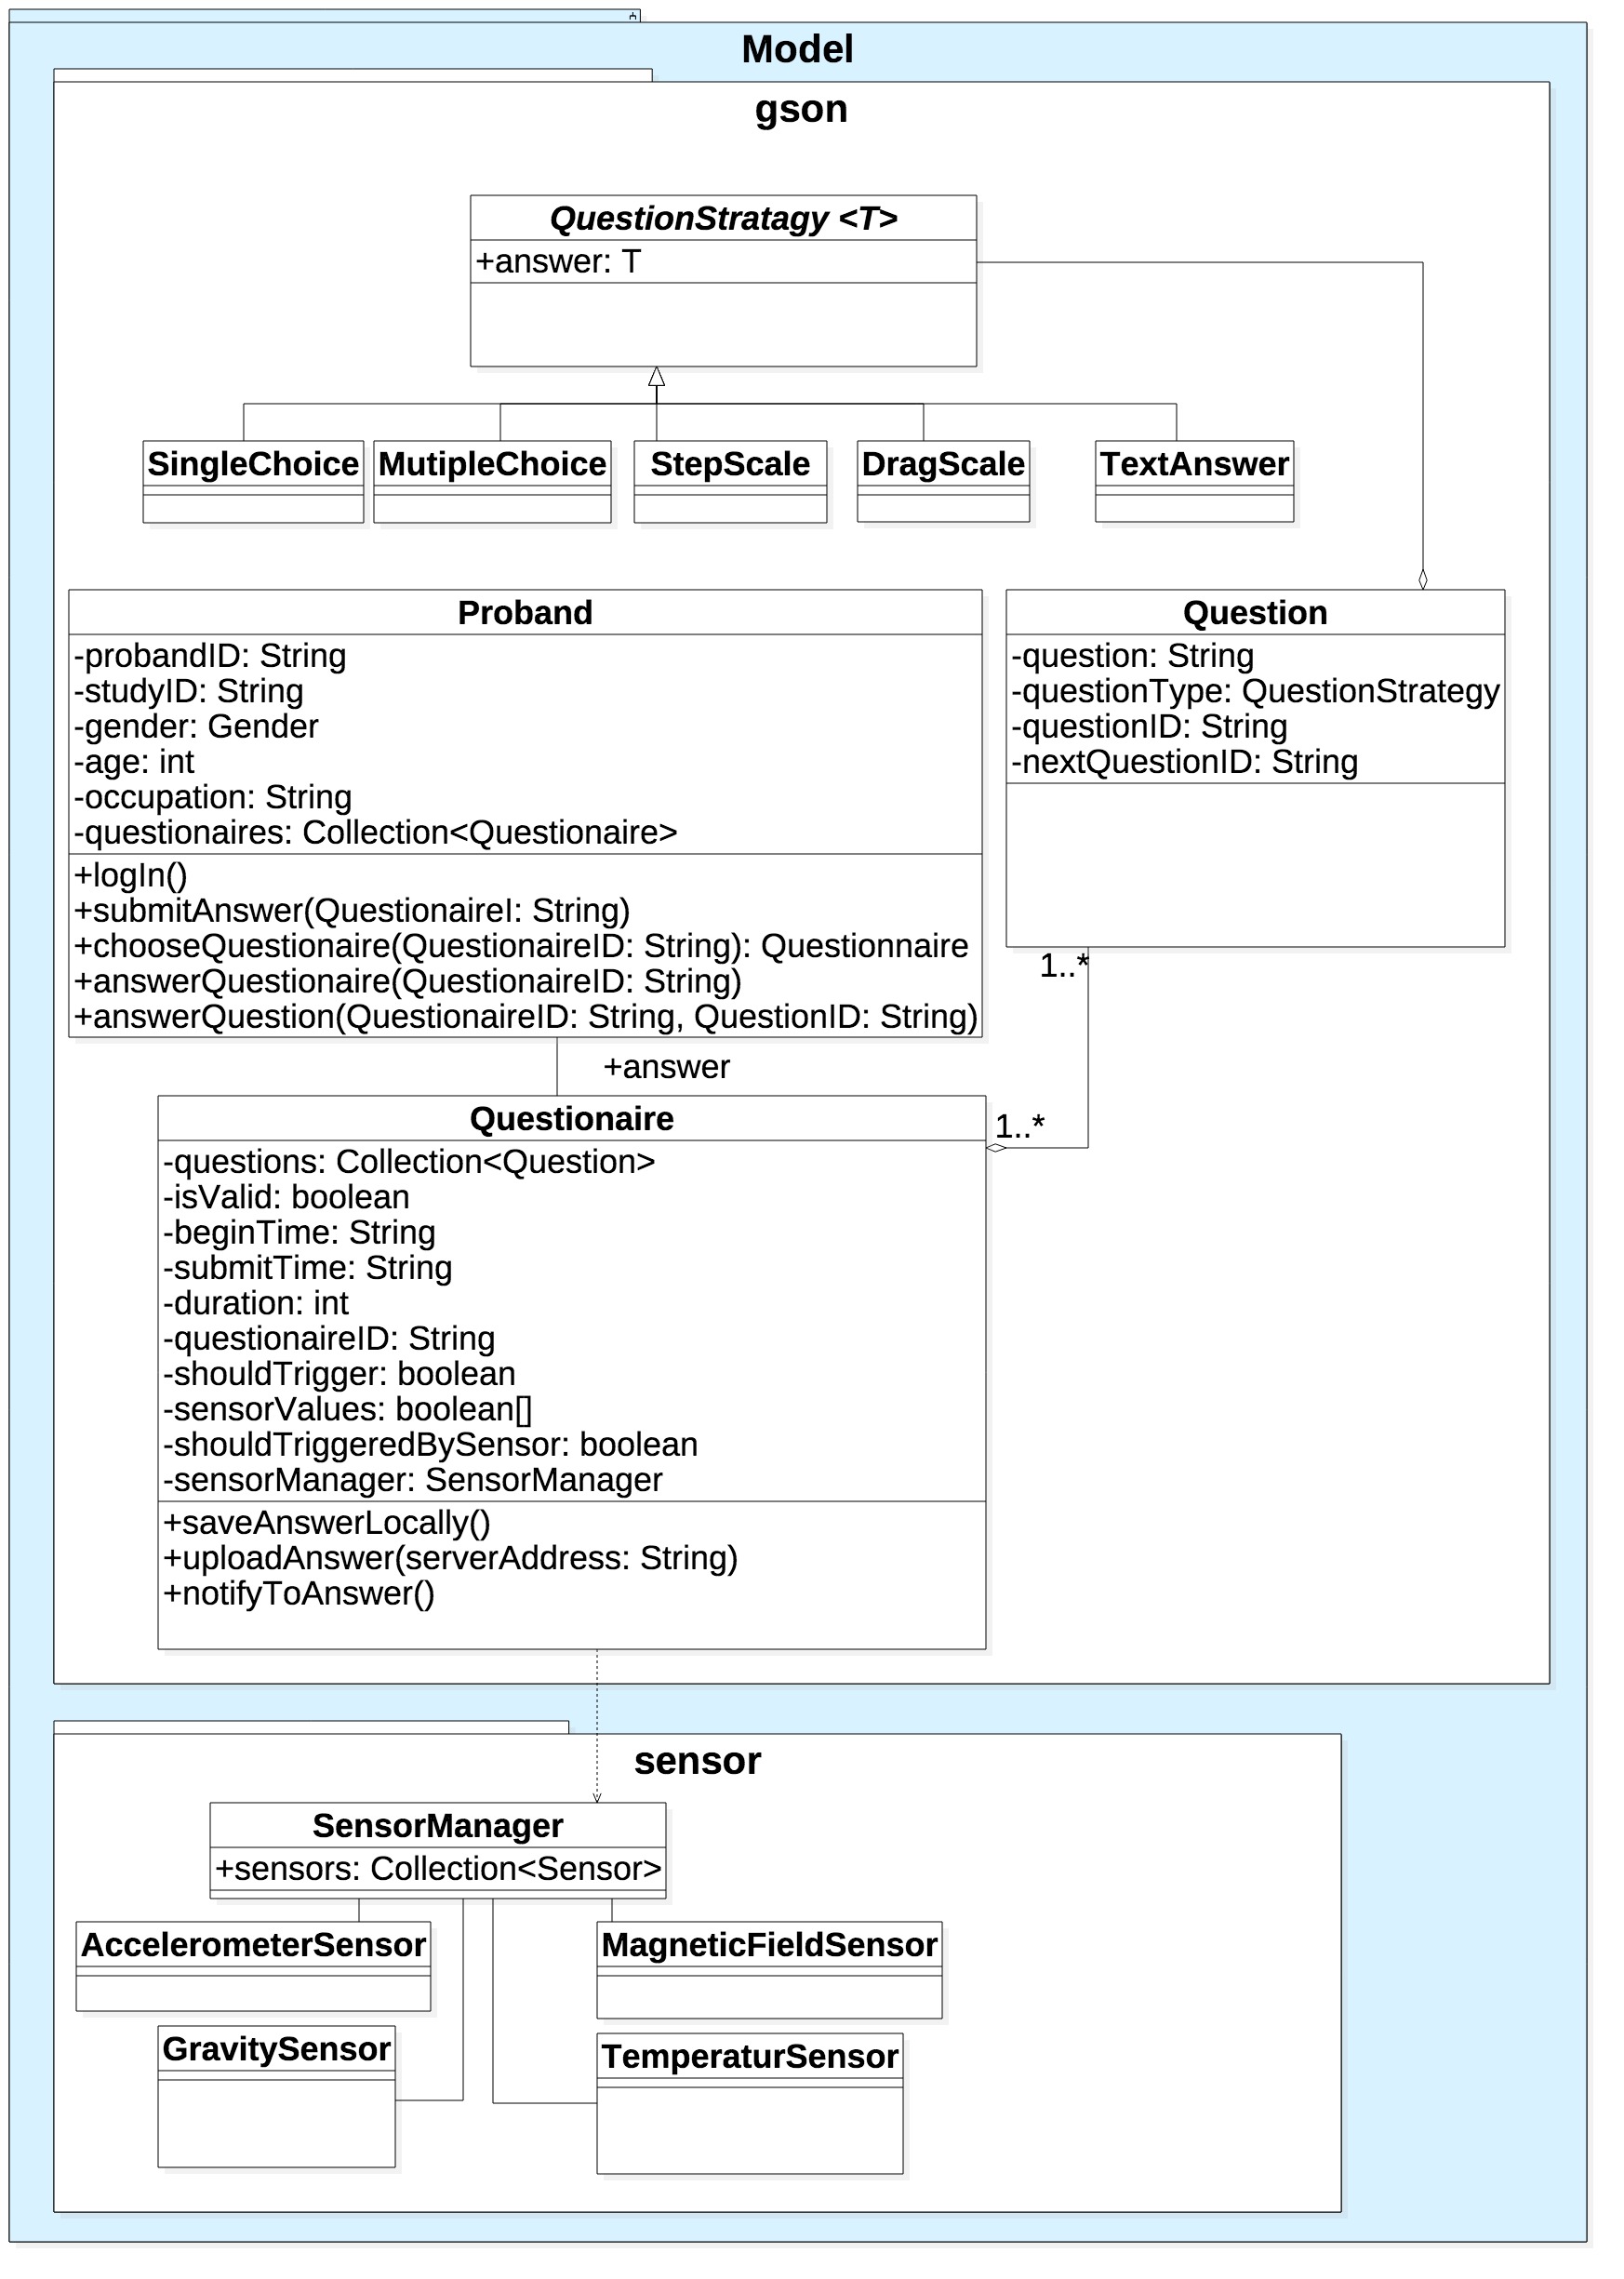 Model
gson
QuestionStratagy <T>
+answer: T
SingleChoice
MutipleChoice
StepScale
DragScale
TextAnswer
Proband
-probandID: String
-studyID: String
-gender: Gender
-age: int
-occupation: String
-questionaires: Collection<Questionaire>
+logIn()
+submitAnswer(QuestionaireI: String)
+chooseQuestionaire(QuestionaireID: String): Questionnaire
+answerQuestionaire(QuestionaireID: String)
+answerQuestion(QuestionaireID: String, QuestionID: String)
Question
-question: String
-questionType: QuestionStrategy
-questionID: String
-nextQuestionID: String
1..*
+answer
1..*
Questionaire
-questions: Collection<Question>
-isValid: boolean
-beginTime: String
-submitTime: String
-duration: int
-questionaireID: String
-shouldTrigger: boolean
-sensorValues: boolean[]
-shouldTriggeredBySensor: boolean
-sensorManager: SensorManager
+saveAnswerLocally()
+uploadAnswer(serverAddress: String)
+notifyToAnswer()
sensor
SensorManager
+sensors: Collection<Sensor>
AccelerometerSensor
MagneticFieldSensor
GravitySensor
TemperaturSensor